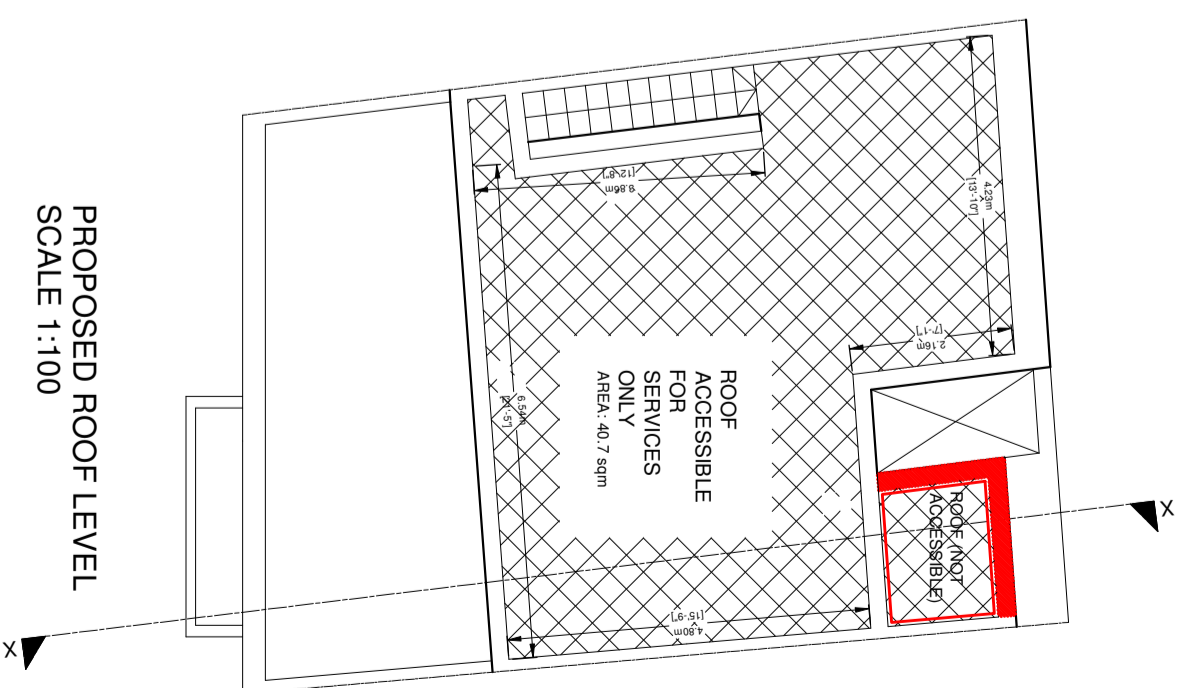 PROPOSED ROOF LEVEL
SCALE 1:100
3.86m
[12'-8"]
4.23m
[13'-10"]
2.16m
[7'-1"]
6.54m
[21'-5"]
4.80m
[15'-9"]
ROOF
ACCESSIBLE
FOR
SERVICES
ONLY
AREA: 40.7 sqm
ROOF (NOT
ACCESSIBLE)
X
X